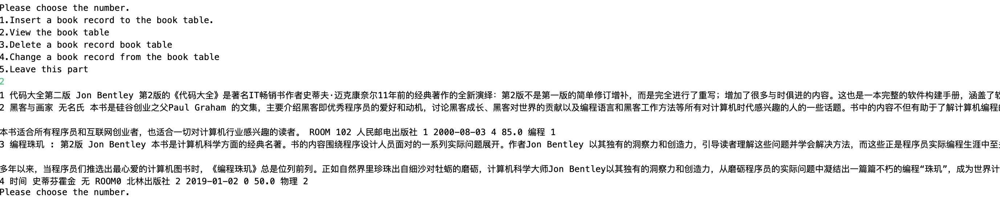 Please choose the number.
1.Insert a book record to the book table.
2.View the book table
3.Delete a book record book table
4.Change a book record from the book table
5.Leave this part
2
1 代码大全第二版 Jon Bentley 第2版的《代码大全》是著名IT畅销书作者史蒂夫·迈克康奈尔11年前的经典著作的全新演绎：第2版不是第一版的简单修订增补，而是完全进行了重写；增加了很多与时俱进的内容。这也是一本完整的软件构建手册，涵盖了软
2 黑客与画家 无名氏 本书是硅谷创业之父Paul Graham 的文集，主要介绍黑客即优秀程序员的爱好和动机，讨论黑客成长、黑客对世界的贡献以及编程语言和黑客工作方法等所有对计算机时代感兴趣的人的一些话题。书中的内容不但有助于了解计算机编程的
本书适合所有程序员和互联网创业者，也适合一切对计算机行业感兴趣的读者。 ROOM 102 人民邮电出版社 1 2000-08-03 4 85.0 编程 1
3 编程珠玑 : 第2版 Jon Bentley 本书是计算机科学方面的经典名著。书的内容围绕程序设计人员面对的一系列实际问题展开。作者Jon Bentley 以其独有的洞察力和创造力，引导读者理解这些问题并学会解决方法，而这些正是程序员实际编程生涯中至
多年以来，当程序员们推选出最心爱的计算机图书时，《编程珠玑》总是位列前列。正如自然界里珍珠出自细沙对牡蛎的磨砺，计算机科学大师Jon Bentley以其独有的洞察力和创造力，从磨砺程序员的实际问题中凝结出一篇篇不朽的编程“珠玑”，成为世界计
4 时间 史蒂芬霍金 无 ROOM0 北林出版社 2 2019-01-02 0 50.0 物理 2
Please choose the number.